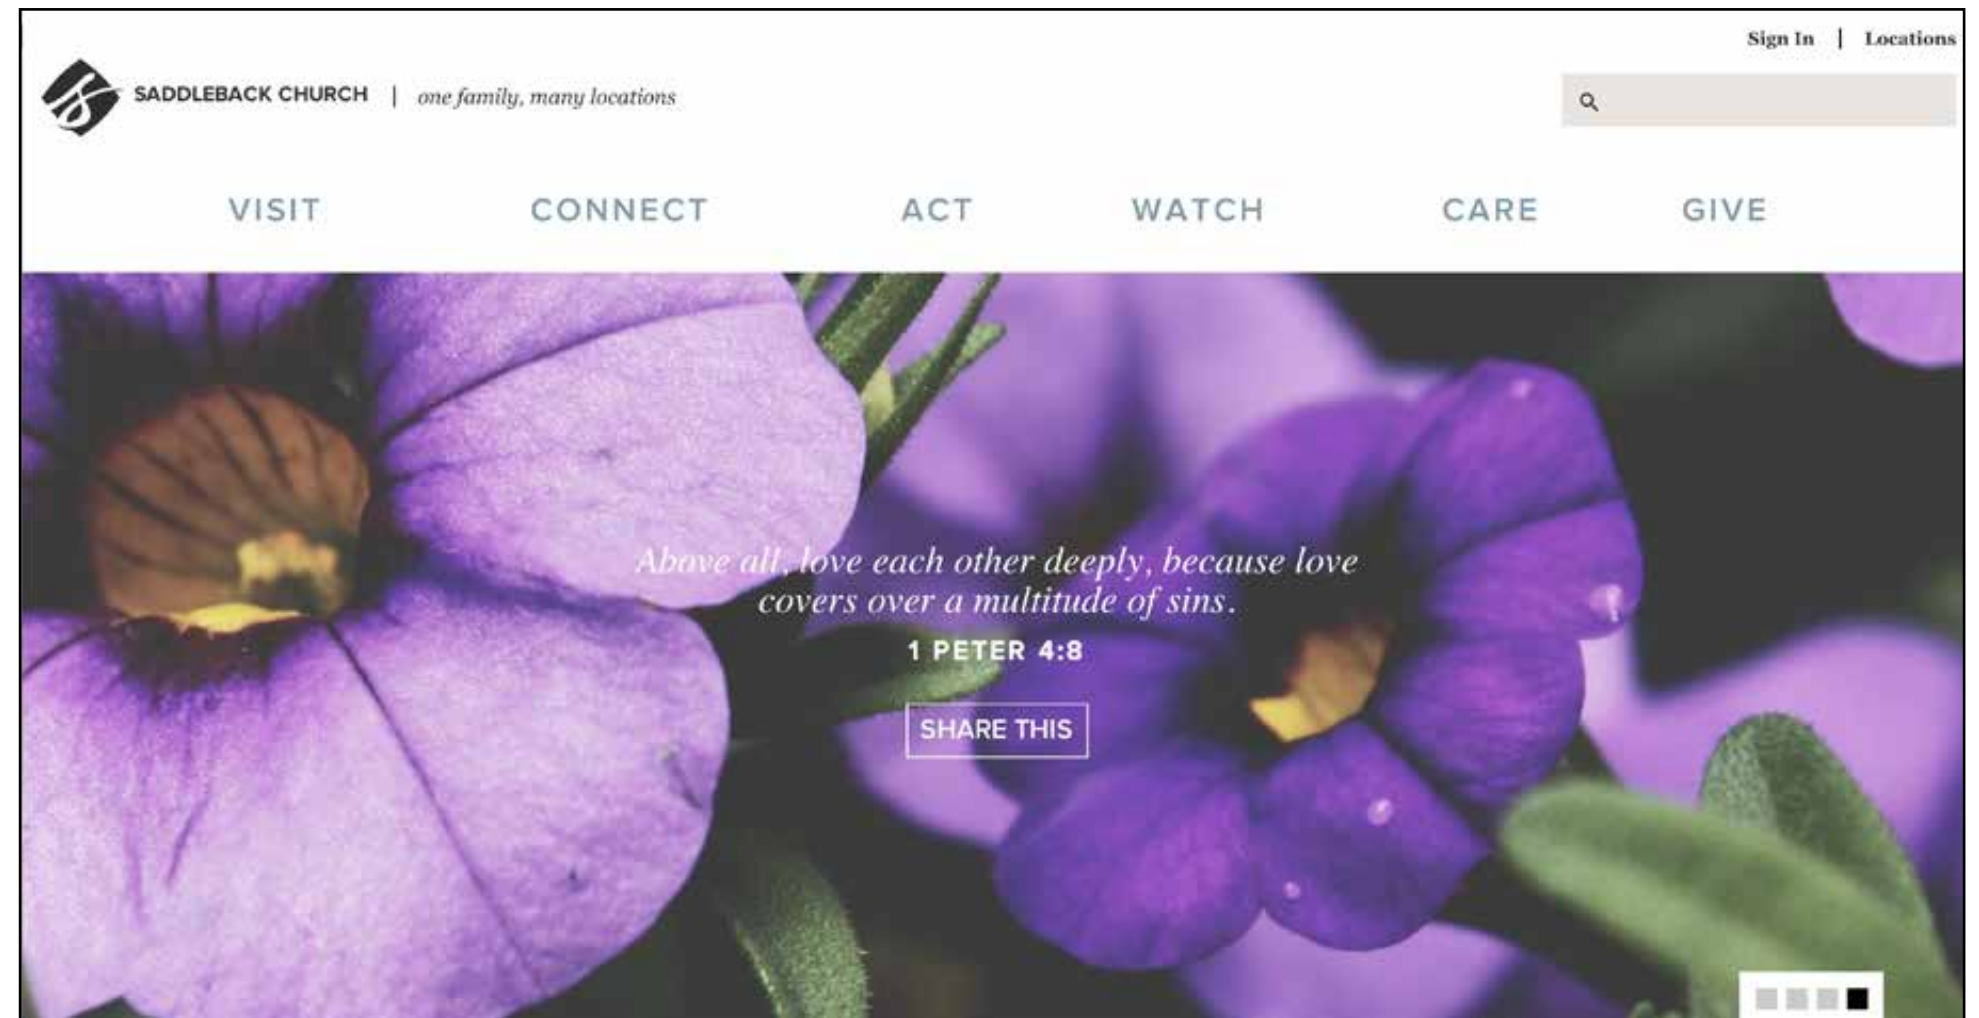 Sign In | Locations
SADDLEBACK CHURCH | one family, many locations
VISIT CONNECT ACT WATCH CARE GIVE
Above all, love each other deeply, because love
covers over a multitude of sins.
1 PETER 4:8
SHARE THIS